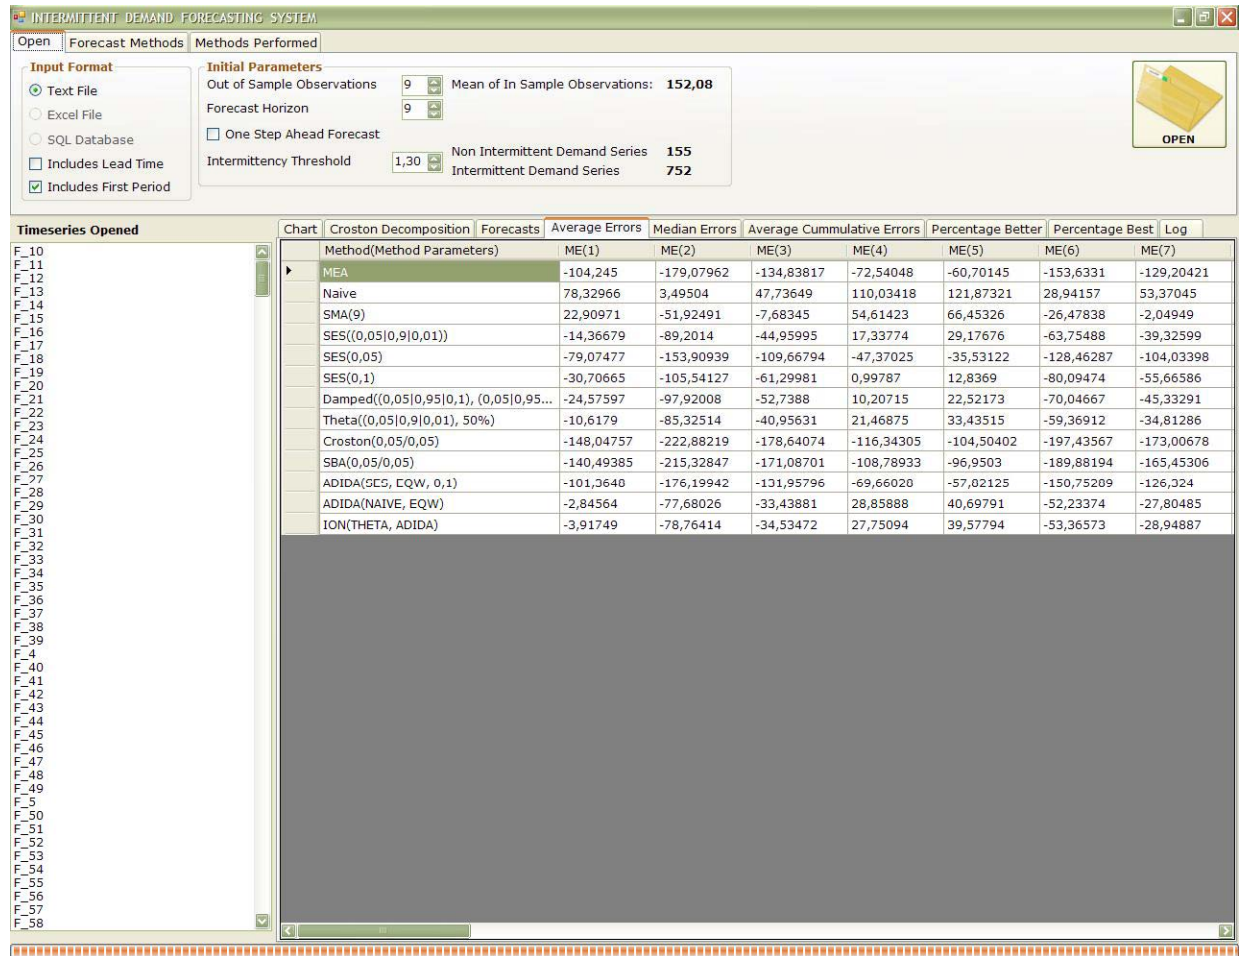 INTERMITTENT DEMAND FORECASTING SYSTEM
Open Forecast Methods Methods Performed
Input Format
Text File
Excel File
SQL Database
Includes Lead Time
Includes First Period
Initial Parameters
Out of Sample Observations 9 Mean of In Sample Observations: 152,08
Forecast Horizon 9
One Step Ahead Forecast
Intermittency Threshold 1,30
Non Intermittent Demand Series 155
Intermittent Demand Series 752
OPEN
Timeseries Opened
F_10
F_11
F_12
F_13
F_14
F_15
F_16
F_17
F_18
F_19
F_20
F_21
F_22
F_23
F_24
F_25
F_26
F_27
F_28
F_29
F_30
F_31
F_32
F_33
F_34
F_35
F_36
F_37
F_38
F_39
F_4
F_40
F_41
F_42
F_43
F_44
F_45
F_46
F_47
F_48
F_49
F_5
F_50
F_51
F_52
F_53
F_54
F_55
F_56
F_57
F_58
Chart Croston Decomposition Forecasts Average Errors Median Errors Average Cummulative Errors Percentage Better Percentage Best Log
Method(Method Parameters) ME(1) ME(2) ME(3) ME(4) ME(5) ME(6) ME(7)
MEA -104,245 -179,07962 -134,83817 -72,54048 -60,70145 -153,6331 -129,20421
Naive 78,32966 3,49504 47,73649 110,03418 121,87321 28,94157 53,37045
SMA(9) 22,90971 -51,92491 -7,68345 54,61423 66,45326 -26,47838 -2,04949
SES((0,05|0,9|0,01)) -14,36679 -89,2014 -44,95995 17,33774 29,17676 -63,75488 -39,32599
SES(0,05) -79,07477 -153,90939 -109,66794 -47,37025 -35,53122 -128,46287 -104,03398
SES(0,1) -30,70665 -105,54127 -61,29981 0,99787 12,8369 -80,09474 -55,66586
Damped((0,05|0,95|0,1), (0,05|0,95... -24,57597 -97,92008 -52,7388 10,20715 22,52173 -70,04667 -45,33291
Theta((0,05|0,9|0,01), 50%) -10,6179 -85,32514 -40,95631 21,46875 33,43515 -59,36912 -34,81286
Croston(0,05/0,05) -148,04757 -222,88219 -178,64074 -116,34305 -104,50402 -197,43567 -173,00678
SBA(0,05/0,05) -140,49385 -215,32847 -171,08701 -108,78933 -96,9503 -189,88194 -165,45306
ADIDA(SES, EQW, 0,1) -101,3648 -176,19942 -131,95796 -69,66028 -57,82125 -150,75289 -126,324
ADIDA(NAIVE, EQW) -2,84564 -77,68026 -33,43881 28,85888 40,69791 -52,23374 -27,80485
ION(THETA, ADIDA) -3,91749 -78,76414 -34,53472 27,75094 39,57794 -53,36573 -28,94887